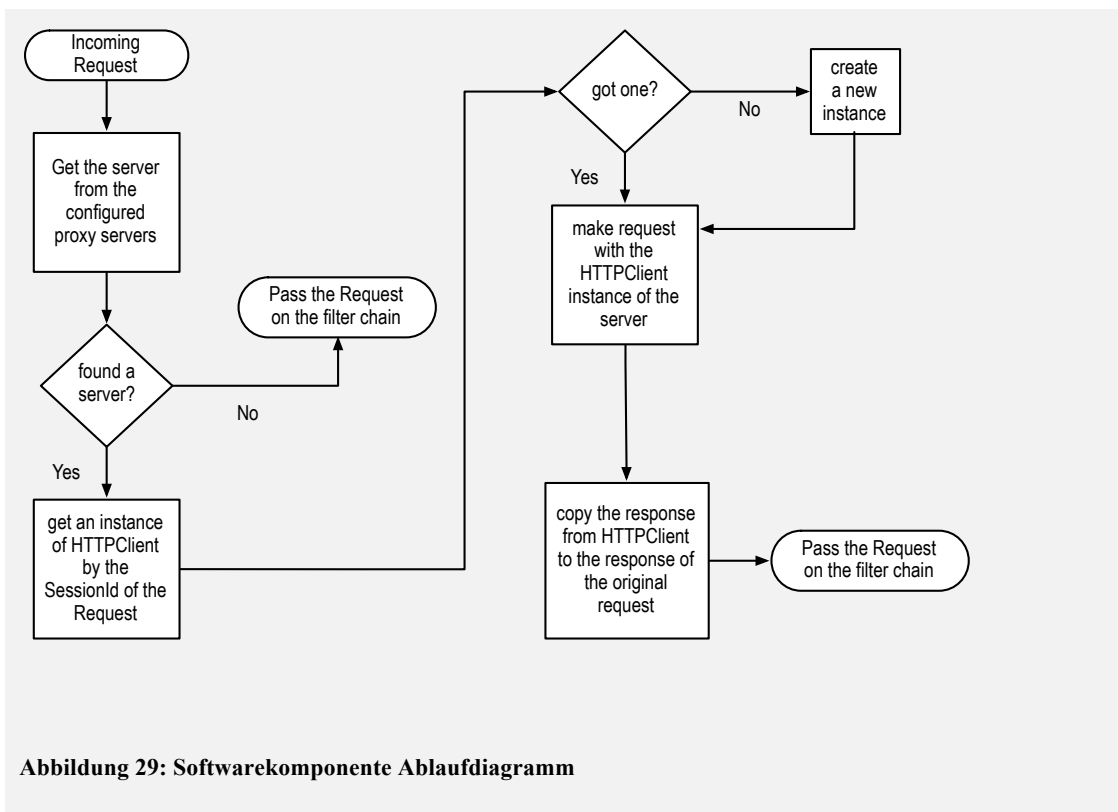 Incoming
Request
Get the server
from the
configured
proxy servers
found a
server?
No
Pass the Request
on the filter chain
Yes
get an instance
of HTTPClient
by the
SessionId of the
Request
got one?
No
create
a new
instance
Yes
make request
with the
HTTPClient
instance of the
server
copy the response
from HTTPClient
to the response of
the original
request
Pass the Request
on the filter chain
Abbildung 29: Softwarekomponente Ablaufdiagramm